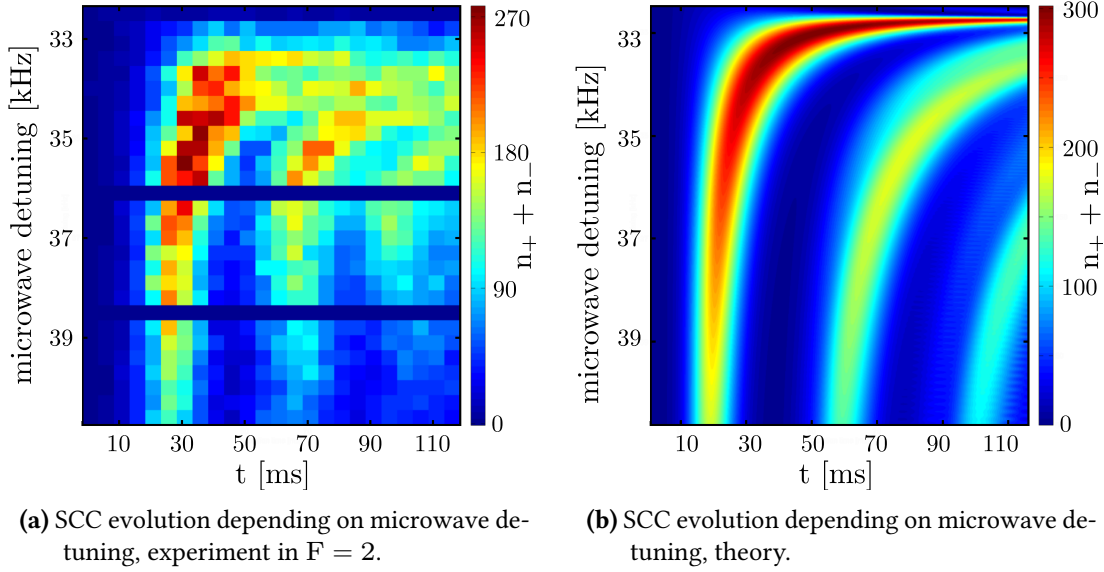 270
180
90
0
n₊ + n₋
33
35
37
39
microwave detuning [kHz]
10 30 50 70 90 110
t [ms]
300
200
100
0
n₊ + n₋
33
35
37
39
microwave detuning [kHz]
10 30 50 70 90 110
t [ms]
(a) SCC evolution depending on microwave de-
tuning, experiment in F = 2.
(b) SCC evolution depending on microwave de-
tuning, theory.